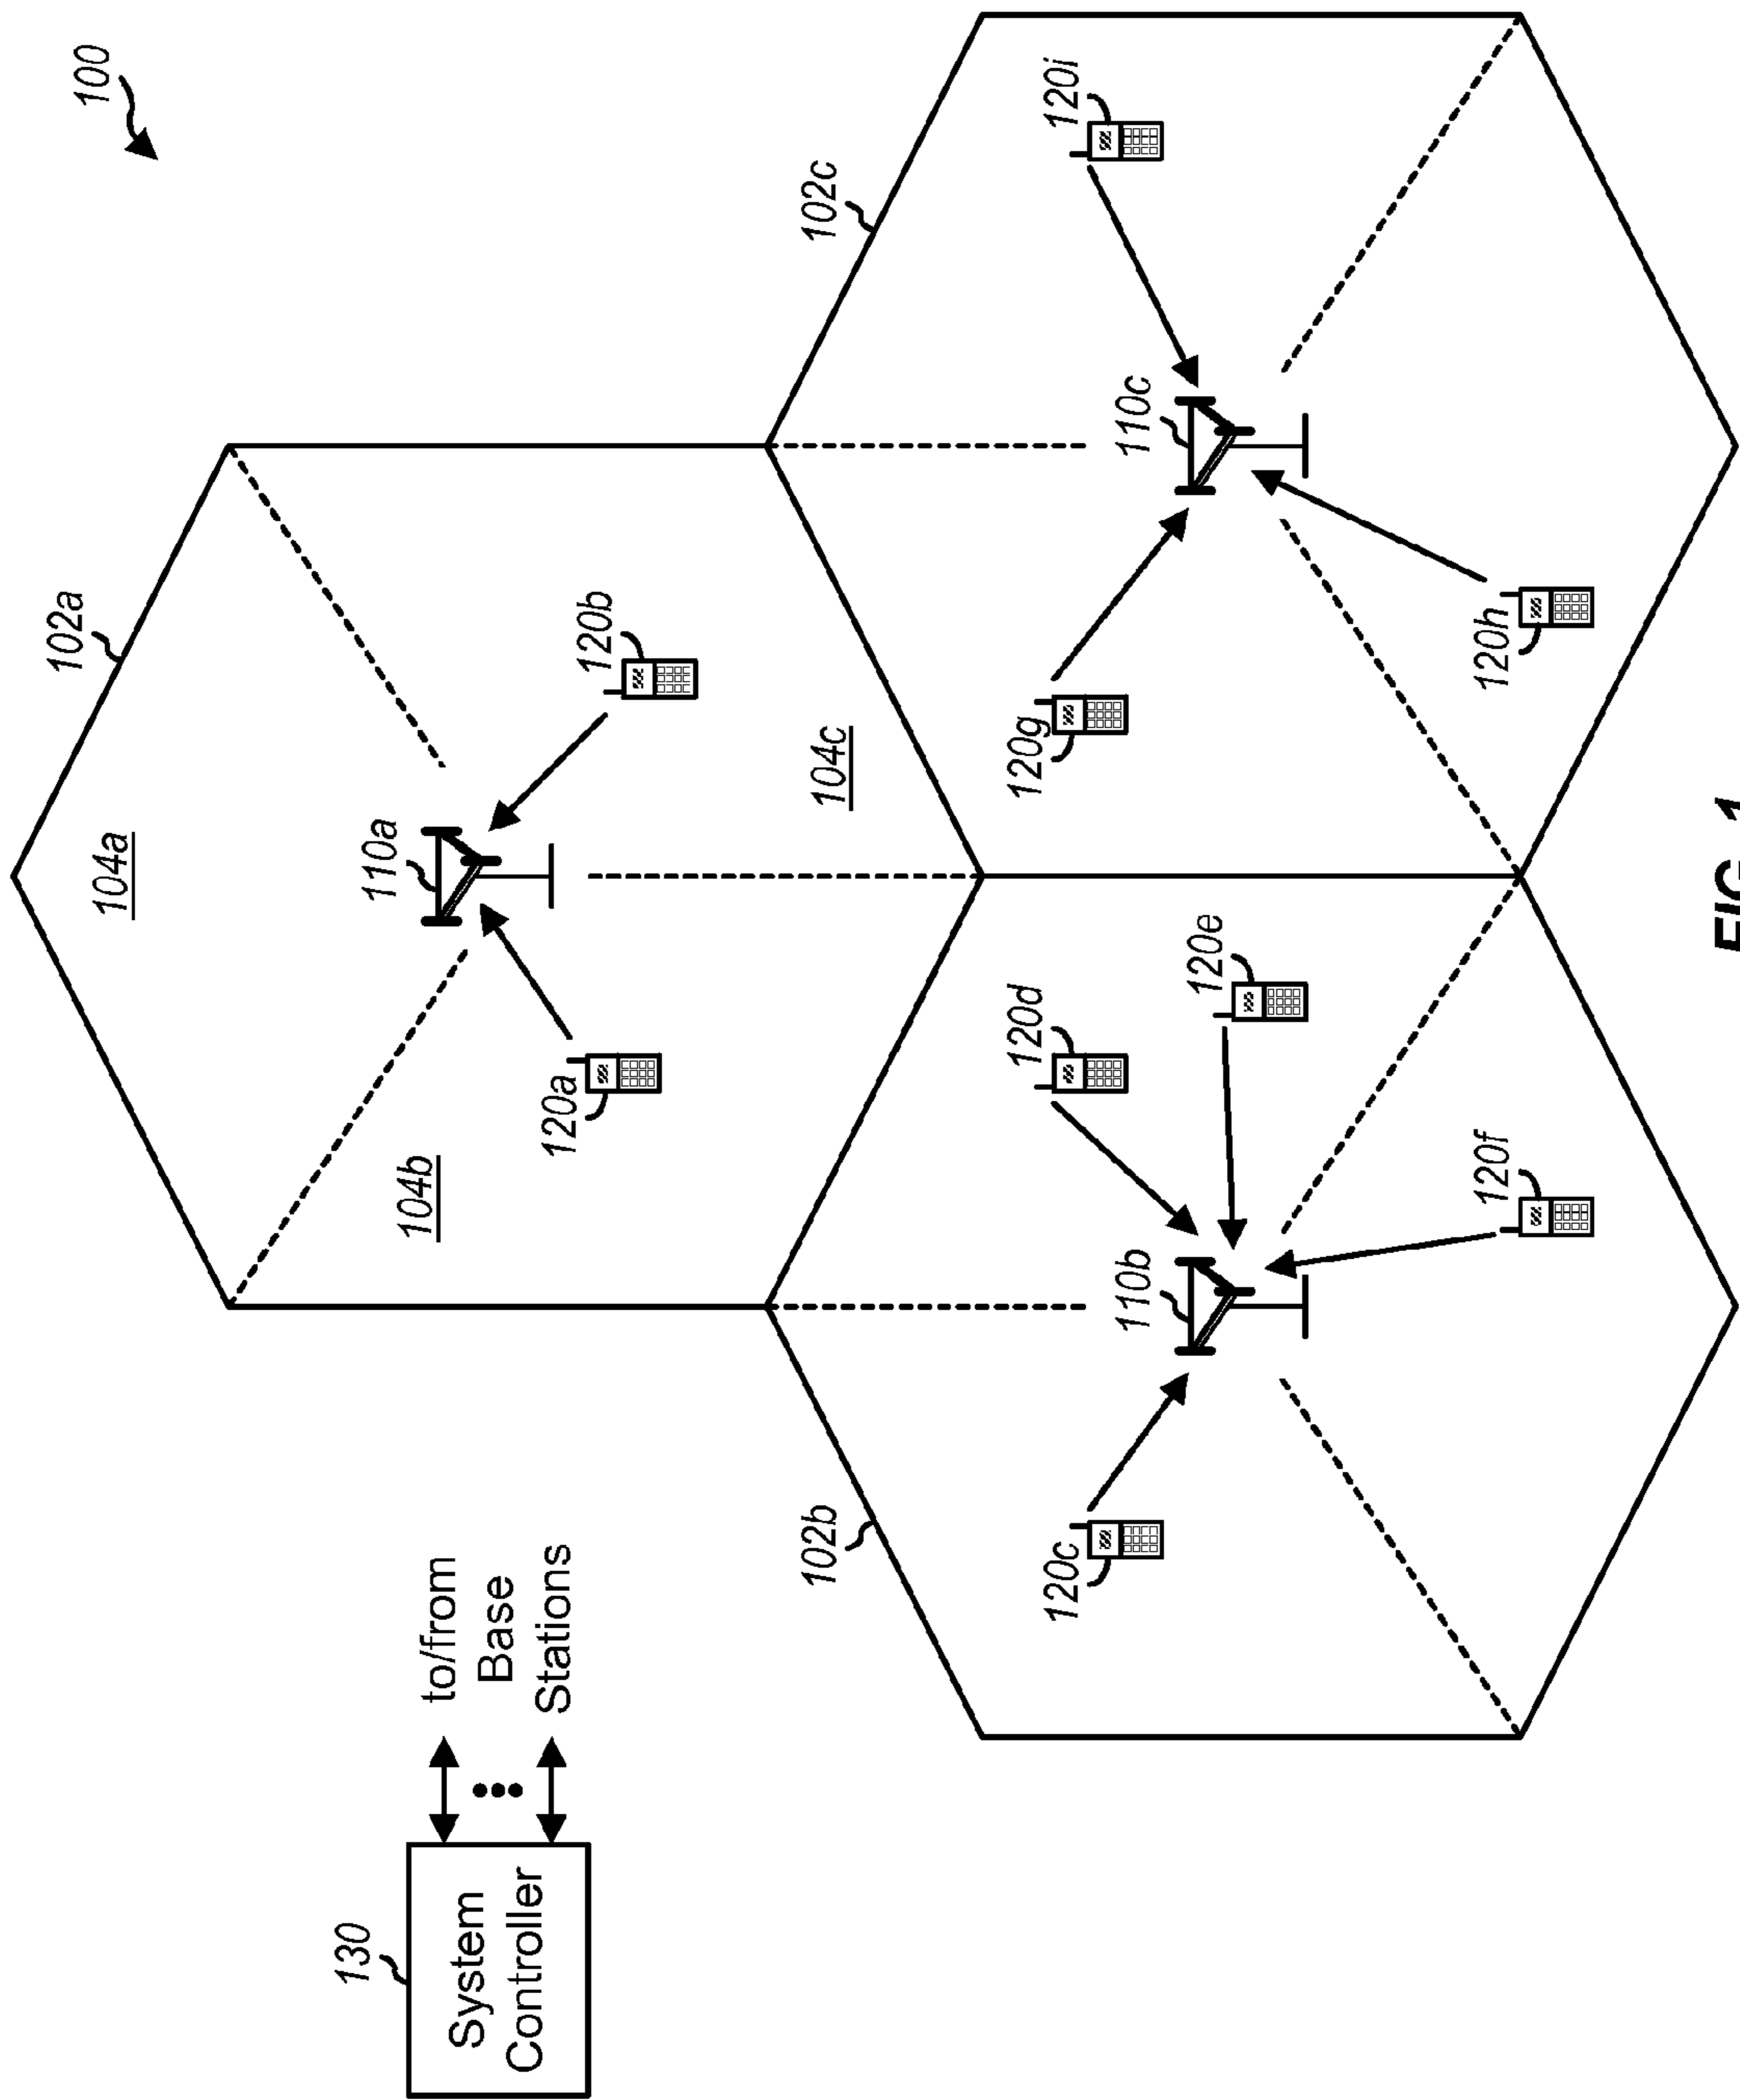 100
102a
104a
130
110a
104b
to/from
Base
Stations
System
Controller
120a
120b
102b
104c
102c
120c
120d
120g
120i
110b
110c
120e
120f
120h
FIG. 1